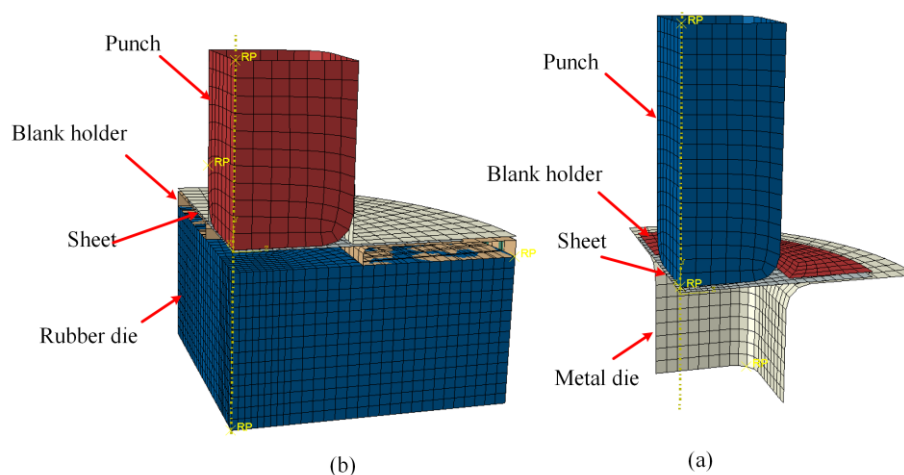 Punch
RP
RP
Blank holder
Sheet
RP
Rubber die
RP
(b)
RP
Punch
Blank holder
Sheet
RP
Metal die
RP
(a)